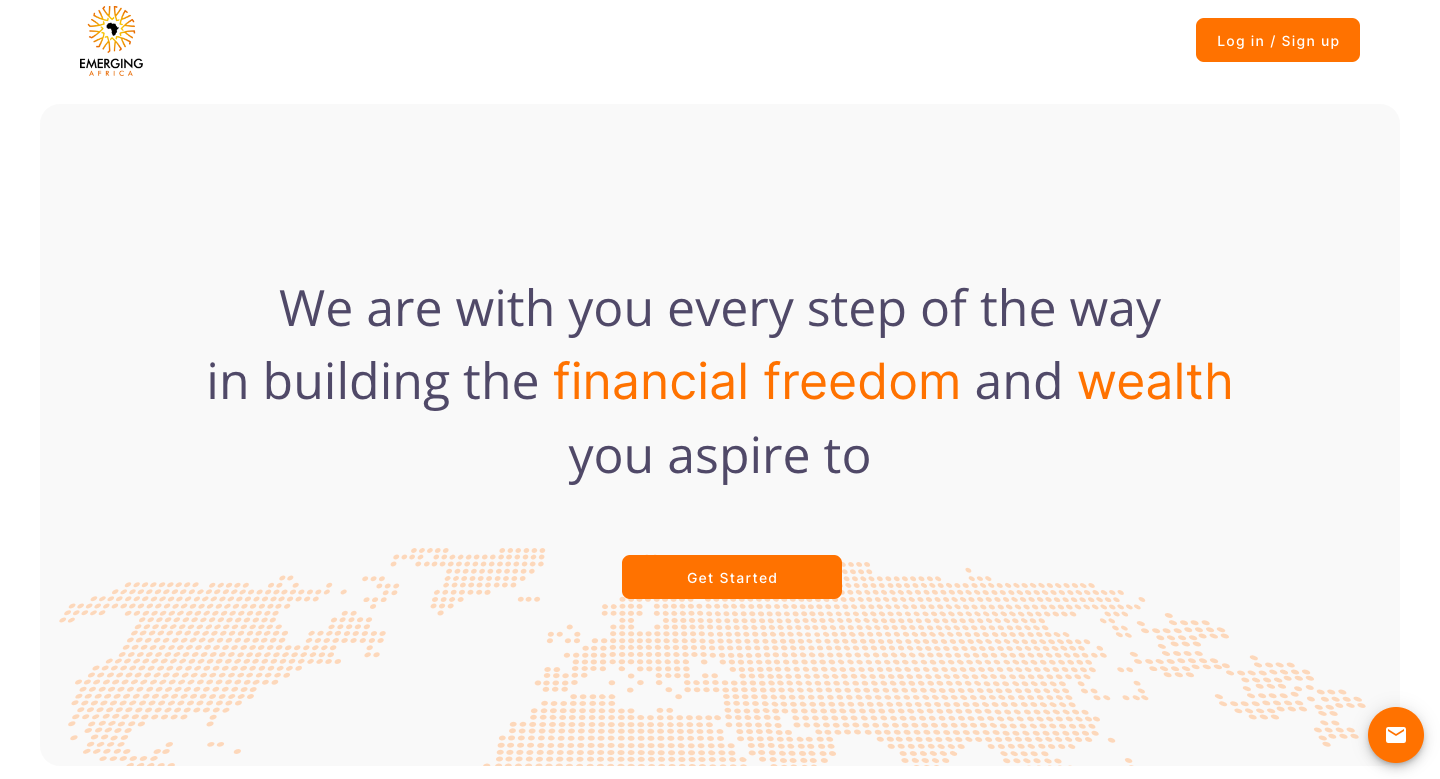 EMERGING
AFRICA
Log in / Sign up
We are with you every step of the way
in building the financial freedom and wealth
you aspire to
Get Started